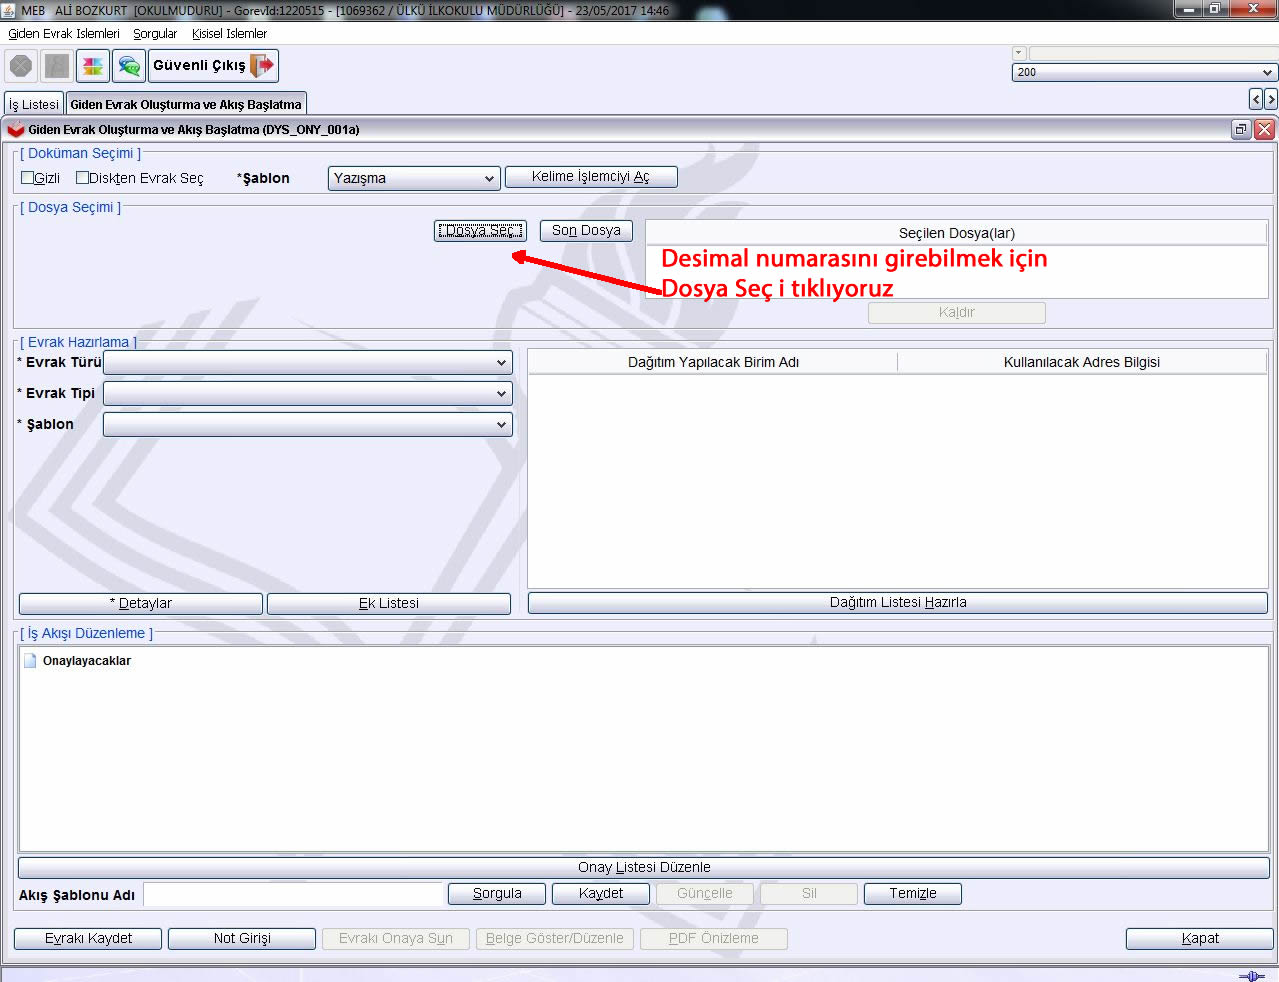 MEB ALİ BOZKURT [OKULMUDURU] - GorevId:1220515 - [1069362 / ÜLKÜ İLKOKULU MÜDÜRLÜĞÜ] - 23/05/2017 14:46
Giden Evrak Islemleri Sorgular Kisisel Islemler
Güvenli Çıkış
200
İş Listesi Giden Evrak Oluşturma ve Akış Başlatma
Giden Evrak Oluşturma ve Akış Başlatma (DYS_ONY_001a)
[ Doküman Seçimi ]
Gizli Diskten Evrak Seç *Şablon Yazışma Kelime İşlemciyi Aç
[ Dosya Seçimi ]
Dosya Seç Son Dosya Seçilen Dosya(lar)
Desimal numarasını girebilmek için
Dosya Seç i tıklıyoruz
Kaldır
[ Evrak Hazırlama ]
* Evrak Türü
* Evrak Tipi
* Şablon
Dağıtım Yapılacak Birim Adı Kullanılacak Adres Bilgisi
* Detaylar Ek Listesi Dağıtım Listesi Hazırla
[ İş Akışı Düzenleme ]
Onaylayacaklar
Onay Listesi Düzenle
Akış Şablonu Adı Sorgula Kaydet Güncelle Sil Temizle
Evrakı Kaydet Not Girişi Evrakı Onaya Sun Belge Göster/Düzenle PDF Önizleme Kapat